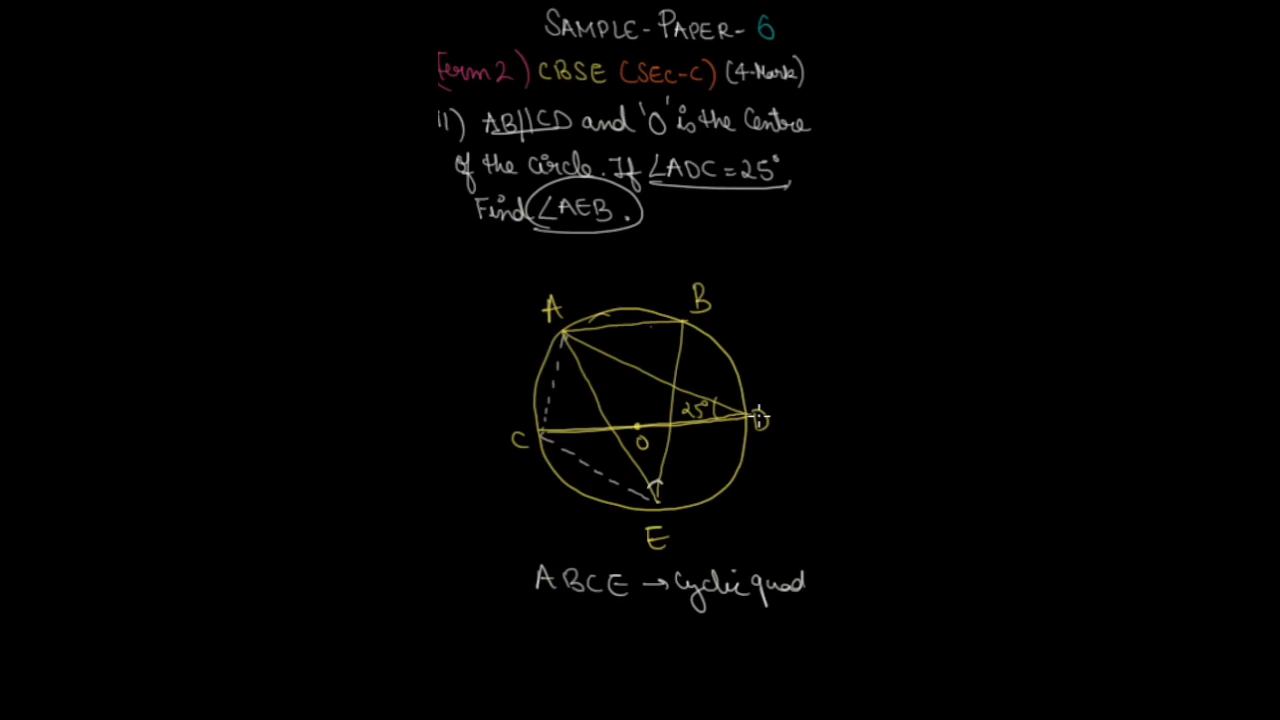 SAMPLE-PAPER-6
Term 2) CBSE (SEC-C) (4-Mark)
11) AB||CD and 'O' is the Centre
of the Circle. If ∠ADC=25°
Find ∠AEB.
A B
25° D
C O
E
ABCE → Cyclic quad